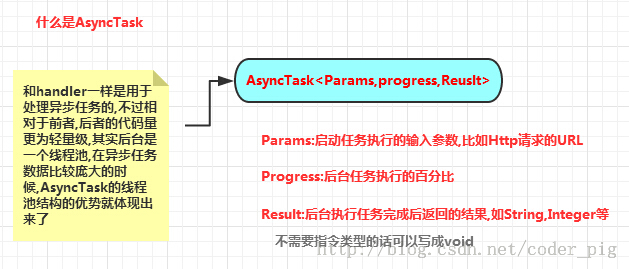 什么是AsyncTask
和handler一样是用于
处理异步任务的,不过相
对于前者,后者的代码量
更为轻量级,其实后台是
一个线程池,在异步任务
数据比较庞大的时
候,AsyncTask的线程
池结构的优势就体现出
来了
AsyncTask<Params,progress,Reuslt>
Params:启动任务执行的输入参数,比如Http请求的URL
Progress:后台任务执行的百分比
Result:后台执行任务完成后返回的结果,如String,Integer等
不需要指令类型的话可以写成void
http://blog.csdn.net/coder_pig